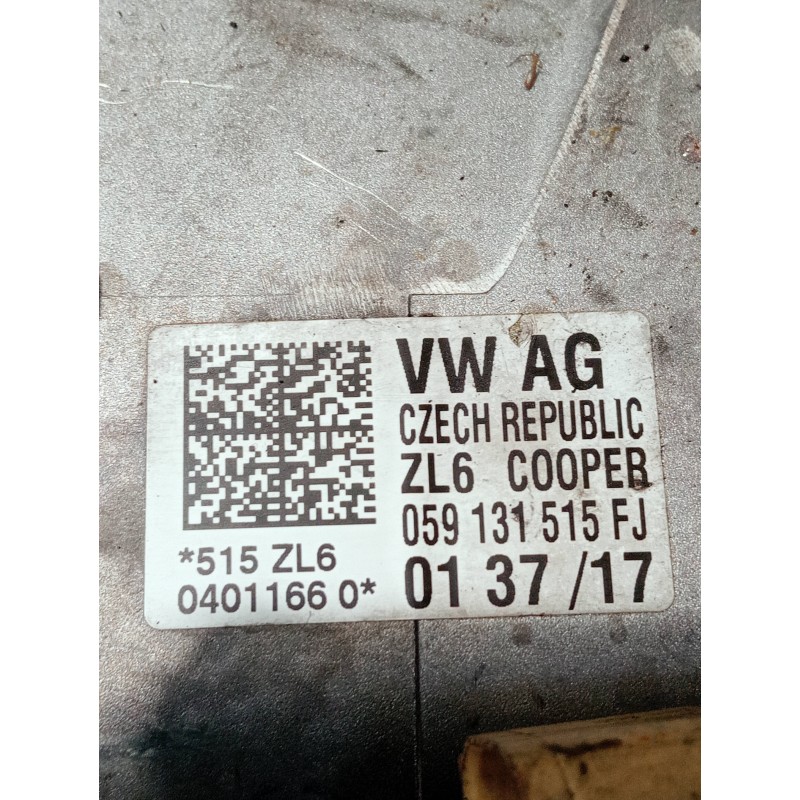 VW AG
CZECH REPUBLIC
ZL6 COOPER
059 131 515 FJ
01 37 /17
*515 ZL6
0401166 0*